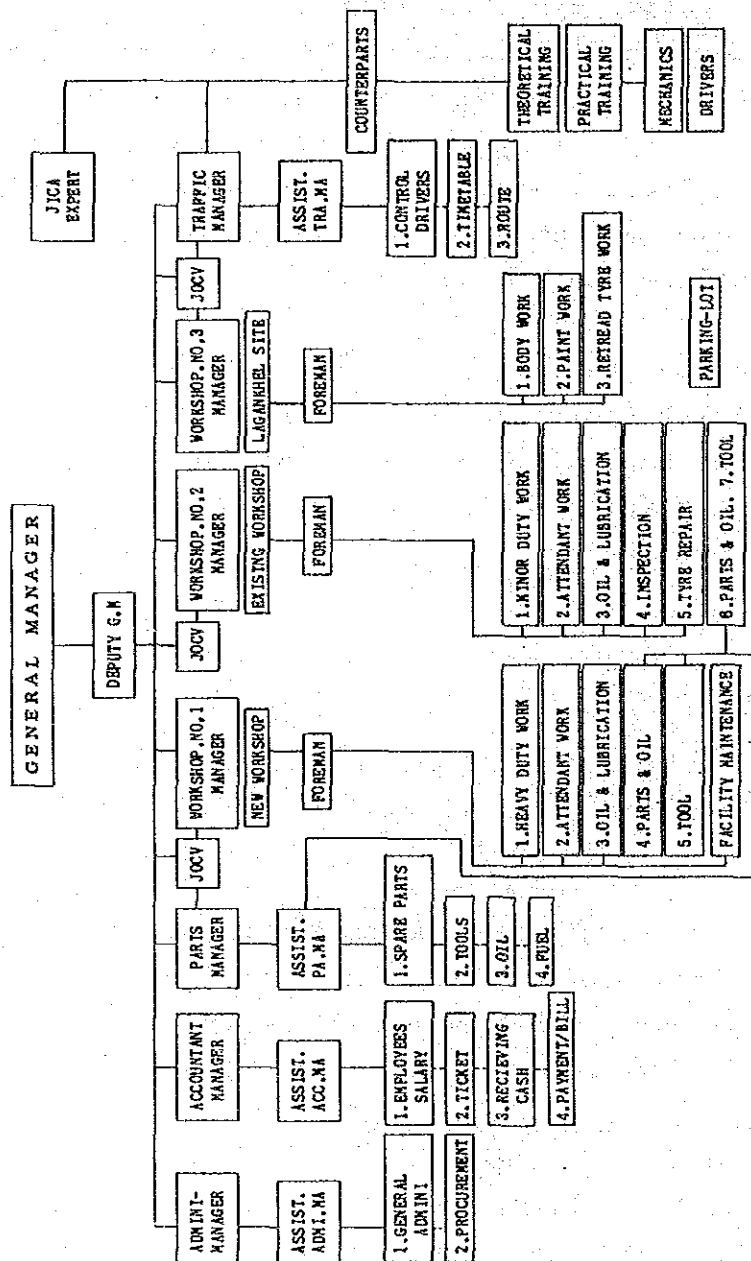 GENERAL MANAGER
JICA
EXPERT
DEPUTY G.M
ADMINI-
MANAGER
ACCOUNTANT
MANAGER
PARTS
MANAGER
JOCV
WORKSHOP.NO,1
MANAGER
JOCV
WORKSHOP.NO,2
MANAGER
WORKSHOP.NO,3
MANAGER
JOCV
TRAFFIC
MANAGER
NEW WORKSHOP
EXISTNG WORKSHOP
LAGANKHEL SITE
ASSIST.
ADMI.MA
ASSIST.
ACC.MA
ASSIST.
PA.MA
FOREMAN
FOREMAN
FOREMAN
ASSIST.
TRA.MA
COUNTERPARTS
1.GENERAL
ADMINI
2.PROCUREMENT
1.EMPLOYEES
SALARY
2.TICKET
3.RECIEVING
CASH
4.PAYMENT/BILL
1.SPARE PARTS
2.TOOLS
3.OIL
4.FUEL
1.CONTROL
DRIVERS
2.TIMETABLE
3.ROUTE
1.HEAVY DUTY WORK
2.ATTENDANT WORK
3.OIL & LUBRICATION
4.PARTS & OIL
5.TOOL
FACILITY MAINTENANCE
1.MINOR DUTY WORK
2.ATTENDANT WORK
3.OIL & LUBRICATION
4.INSPECTION
5.TYRE REPAIR
6.PARTS & OIL. 7.TOOL
1.BODY WORK
2.PAINT WORK
3.RETREAD TYRE WORK
PARKING-LOT
THEORETICAL
TRAINING
PRACTICAL
TRAINING
MECHANICS
DRIVERS